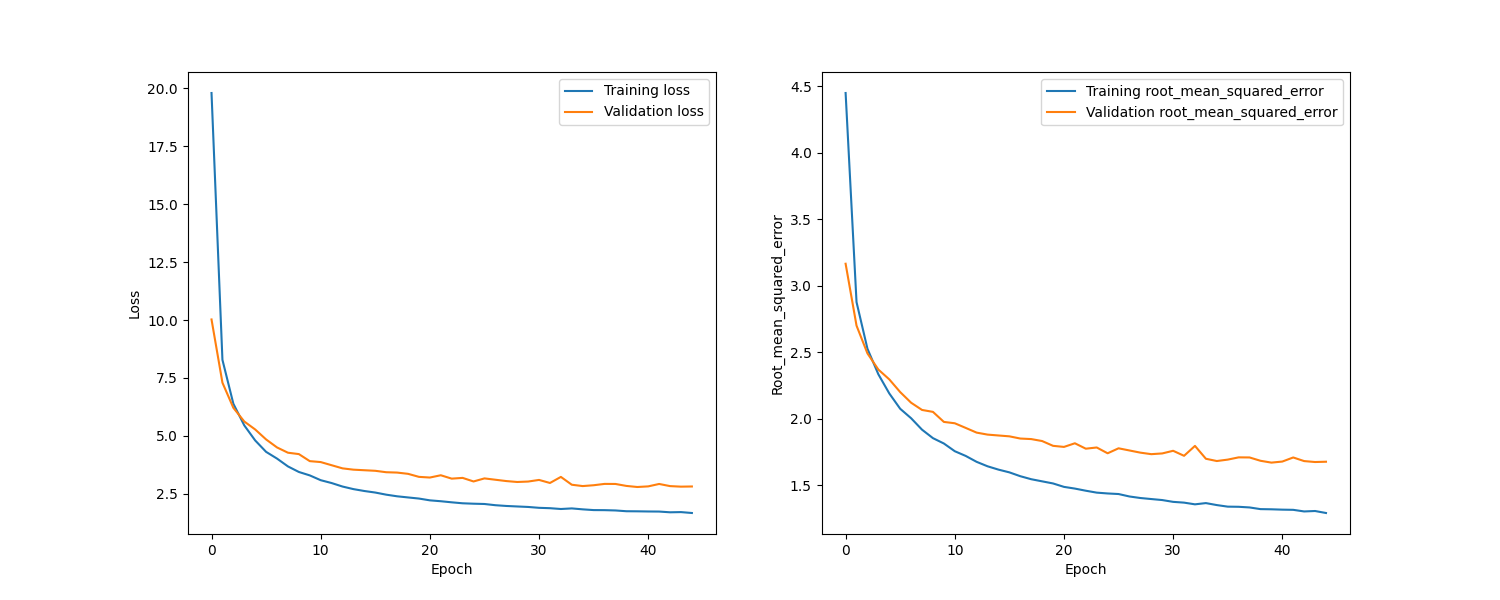 20.0
17.5
15.0
12.5
10.0
7.5
5.0
2.5
Loss
Training loss
Validation loss
0 10 20 30 40
Epoch
4.5
4.0
3.5
3.0
2.5
2.0
1.5
Root_mean_squared_error
Training root_mean_squared_error
Validation root_mean_squared_error
0 10 20 30 40
Epoch